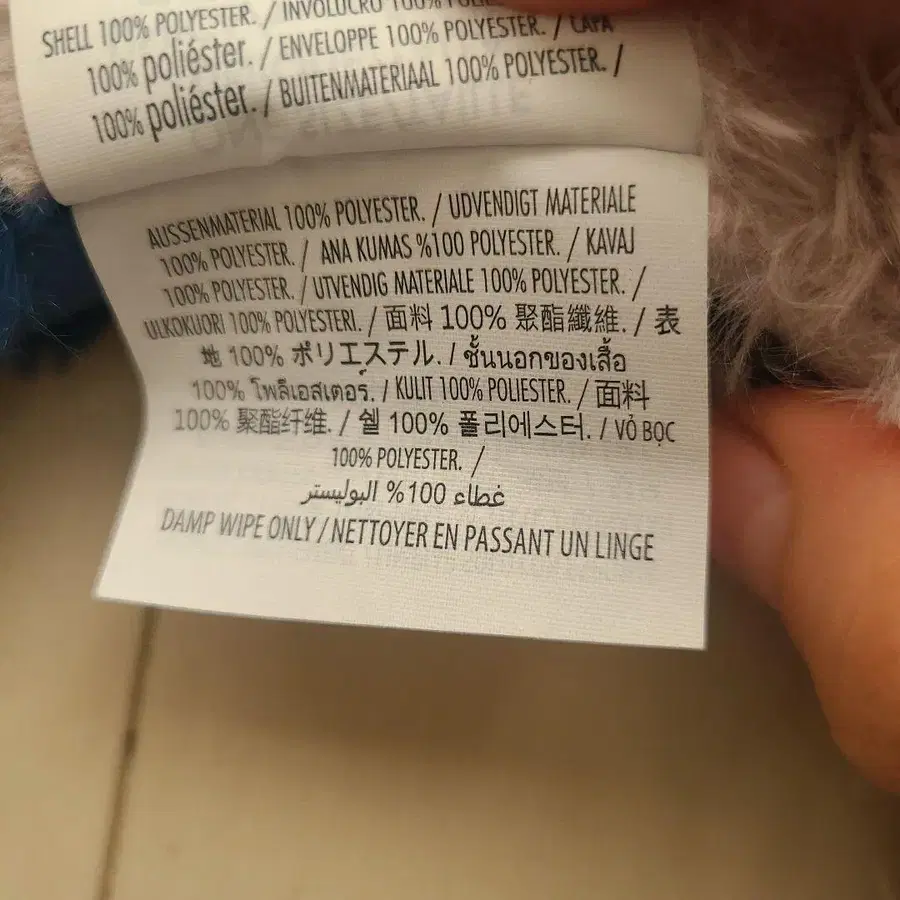 SHELL 100% POLYESTER. / INVOLUCRO 100%
100% poliéster. / ENVELOPPE 100% POLYESTER. / CAPA
100% poliéster. / BUITENMATERIAAL 100% POLYESTER. /
AUSSENMATERIAL 100% POLYESTER. / UDVENDIGT MATERIALE
100% POLYESTER. / ANA KUMAS %100 POLYESTER. / KAVAJ
100% POLYESTER. / UTVENDIG MATERIALE 100% POLYESTER. /
ULKOKUORI 100% POLYESTERI. / 面料 100% 聚酯纖維. / 表
地 100% ポリエステル. / ชั้นนอกของเสื้อ
100% โพลีเอสเตอร์. / KULIT 100% POLIESTER. / 面料
100% 聚酯纤维. / 쉘 100% 폴리에스터. / VỎ BỌC
100% POLYESTER. /
غطاء 100% البوليستر
DAMP WIPE ONLY / NETTOYER EN PASSANT UN LINGE